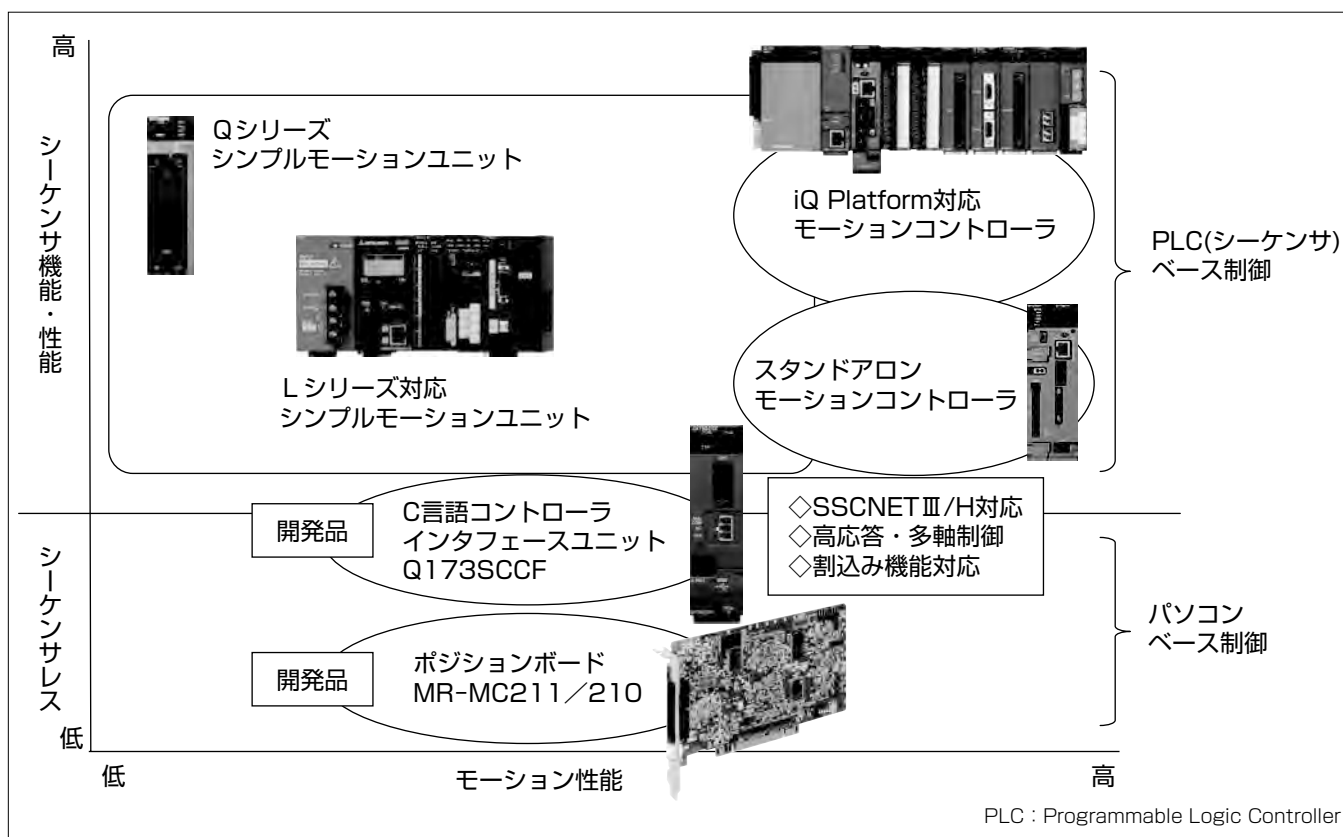 高
シーケンサ機能・性能
Qシリーズ
シンプルモーションユニット
iQ Platform対応
モーションコントローラ
PLC(シーケンサ)
ベース制御
Lシリーズ対応
シンプルモーションユニット
スタンドアロン
モーションコントローラ
開発品
C言語コントローラ
インタフェースユニット
Q173SCCF
◇SSCNETⅢ/H対応
◇高応答・多軸制御
◇割込み機能対応
シーケンサレス
開発品
ポジションボード
MR-MC211/210
パソコン
ベース制御
低
低
モーション性能
高
PLC：Programmable Logic Controller